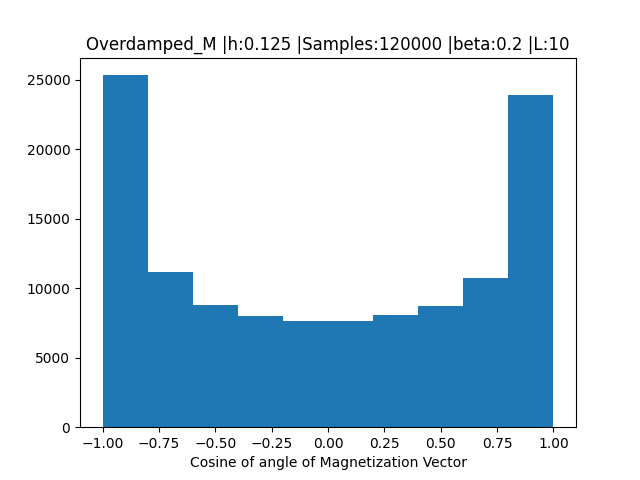 Overdamped_M |h:0.125 |Samples:120000 |beta:0.2 |L:10
25000
20000
15000
10000
5000
0
−1.00 −0.75 −0.50 −0.25 0.00 0.25 0.50 0.75 1.00
Cosine of angle of Magnetization Vector